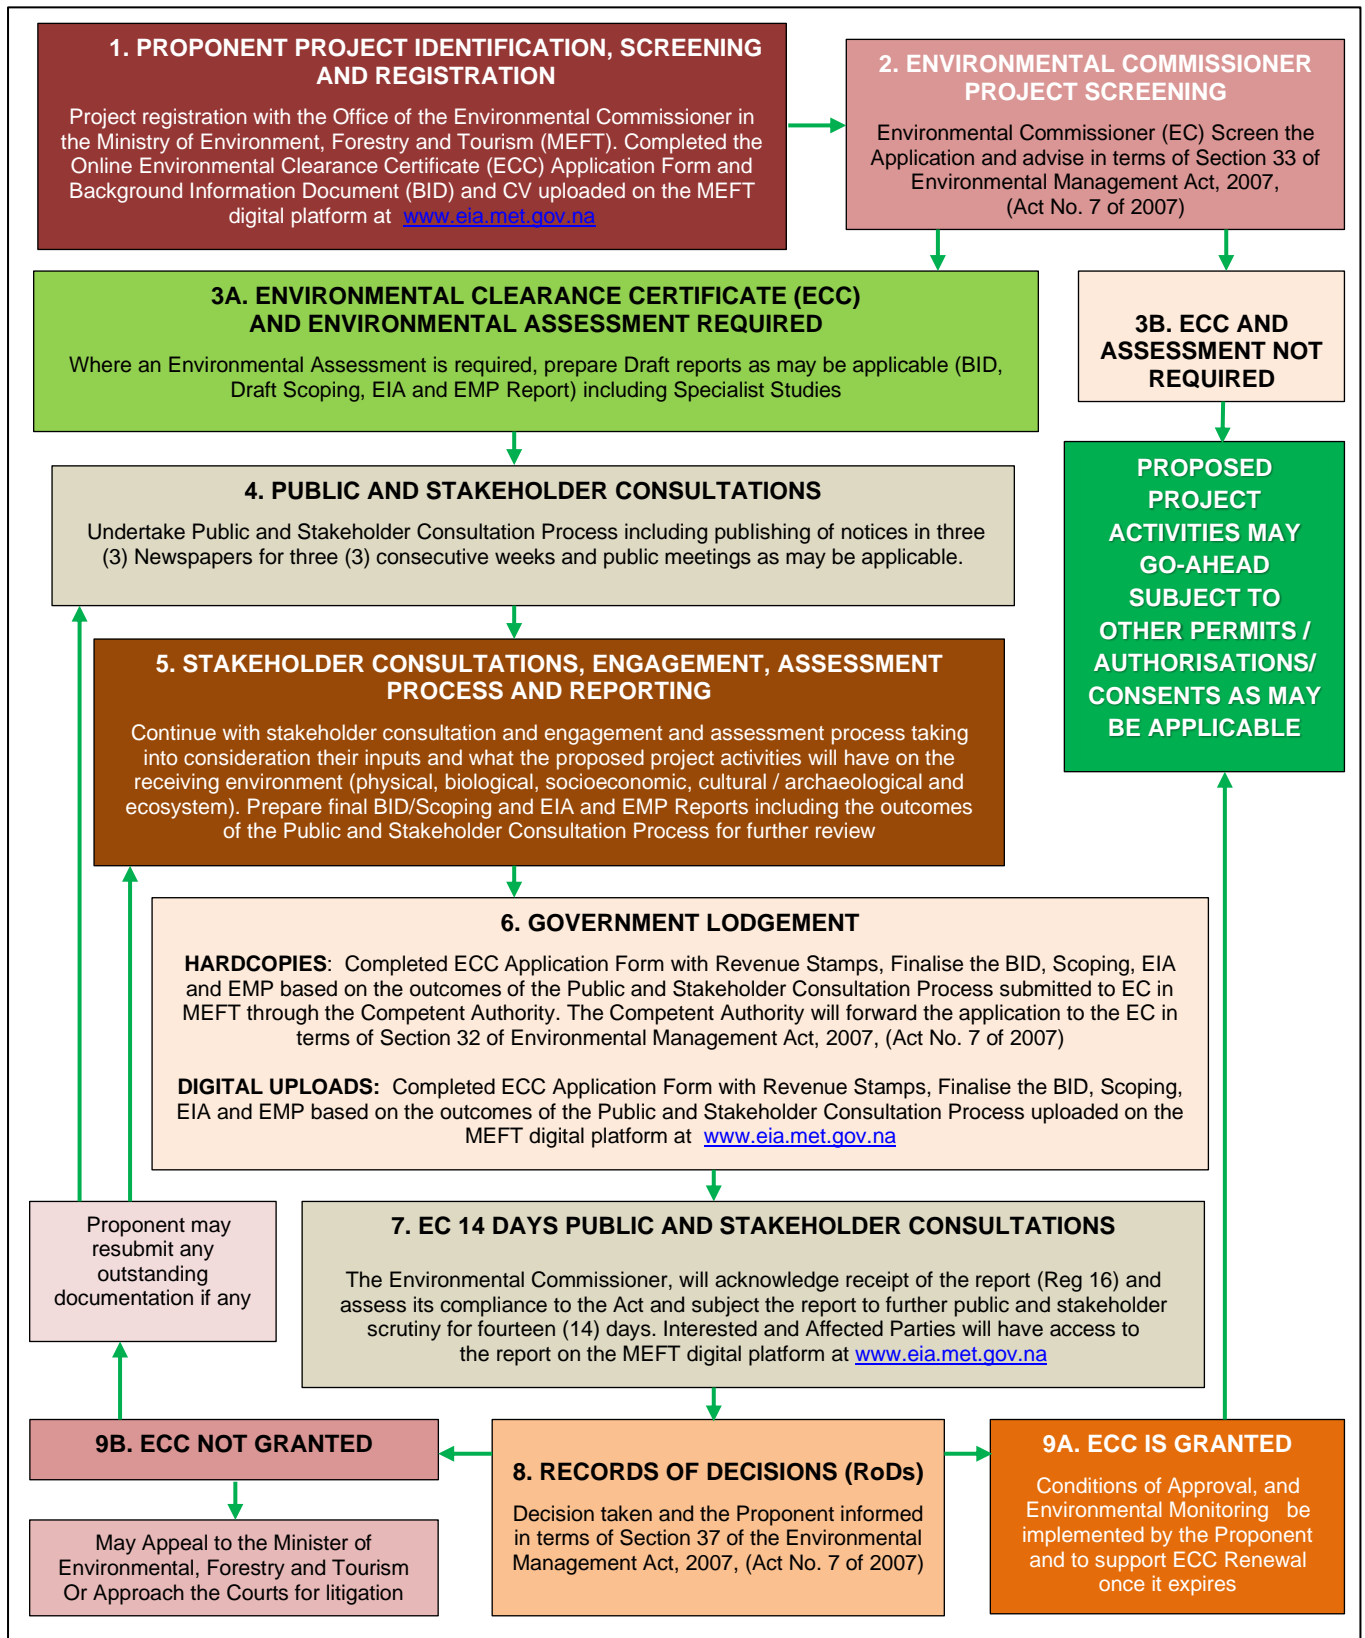 1. PROPONENT PROJECT IDENTIFICATION, SCREENING
AND REGISTRATION
Project registration with the Office of the Environmental Commissioner in
the Ministry of Environment, Forestry and Tourism (MEFT). Completed the
Online Environmental Clearance Certificate (ECC) Application Form and
Background Information Document (BID) and CV uploaded on the MEFT
digital platform at www.eia.met.gov.na
2. ENVIRONMENTAL COMMISSIONER
PROJECT SCREENING
Environmental Commissioner (EC) Screen the
Application and advise in terms of Section 33 of
Environmental Management Act, 2007,
(Act No. 7 of 2007)
3A. ENVIRONMENTAL CLEARANCE CERTIFICATE (ECC)
AND ENVIRONMENTAL ASSESSMENT REQUIRED
Where an Environmental Assessment is required, prepare Draft reports as may be applicable (BID,
Draft Scoping, EIA and EMP Report) including Specialist Studies
3B. ECC AND
ASSESSMENT NOT
REQUIRED
4. PUBLIC AND STAKEHOLDER CONSULTATIONS
Undertake Public and Stakeholder Consultation Process including publishing of notices in three
(3) Newspapers for three (3) consecutive weeks and public meetings as may be applicable.
PROPOSED
PROJECT
ACTIVITIES MAY
GO-AHEAD
SUBJECT TO
OTHER PERMITS /
AUTHORISATIONS/
CONSENTS AS MAY
BE APPLICABLE
5. STAKEHOLDER CONSULTATIONS, ENGAGEMENT, ASSESSMENT
PROCESS AND REPORTING
Continue with stakeholder consultation and engagement and assessment process taking
into consideration their inputs and what the proposed project activities will have on the
receiving environment (physical, biological, socioeconomic, cultural / archaeological and
ecosystem). Prepare final BID/Scoping and EIA and EMP Reports including the outcomes
of the Public and Stakeholder Consultation Process for further review
6. GOVERNMENT LODGEMENT
HARDCOPIES: Completed ECC Application Form with Revenue Stamps, Finalise the BID, Scoping, EIA
and EMP based on the outcomes of the Public and Stakeholder Consultation Process submitted to EC in
MEFT through the Competent Authority. The Competent Authority will forward the application to the EC in
terms of Section 32 of Environmental Management Act, 2007, (Act No. 7 of 2007)
DIGITAL UPLOADS: Completed ECC Application Form with Revenue Stamps, Finalise the BID, Scoping,
EIA and EMP based on the outcomes of the Public and Stakeholder Consultation Process uploaded on the
MEFT digital platform at www.eia.met.gov.na
Proponent may
resubmit any
outstanding
documentation if any
7. EC 14 DAYS PUBLIC AND STAKEHOLDER CONSULTATIONS
The Environmental Commissioner, will acknowledge receipt of the report (Reg 16) and
assess its compliance to the Act and subject the report to further public and stakeholder
scrutiny for fourteen (14) days. Interested and Affected Parties will have access to
the report on the MEFT digital platform at www.eia.met.gov.na
9B. ECC NOT GRANTED
May Appeal to the Minister of
Environmental, Forestry and Tourism
Or Approach the Courts for litigation
8. RECORDS OF DECISIONS (RoDs)
Decision taken and the Proponent informed
in terms of Section 37 of the Environmental
Management Act, 2007, (Act No. 7 of 2007)
9A. ECC IS GRANTED
Conditions of Approval, and
Environmental Monitoring be
implemented by the Proponent
and to support ECC Renewal
once it expires